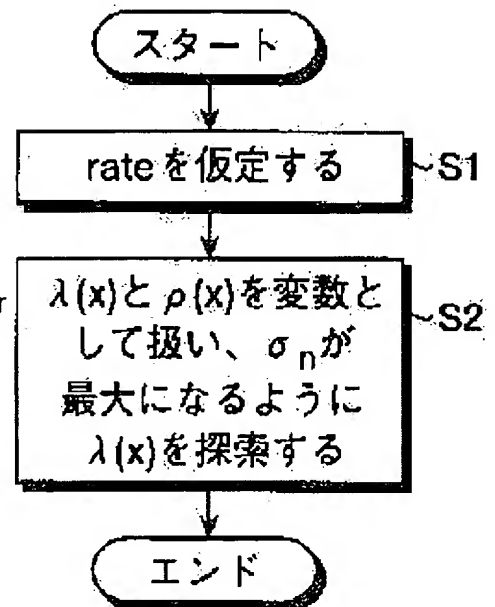 スタート
rateを仮定する
~S1
λ(x)とρ(x)を変数と
して扱い、σnが
最大になるように
λ(x)を探索する
~S2
エンド